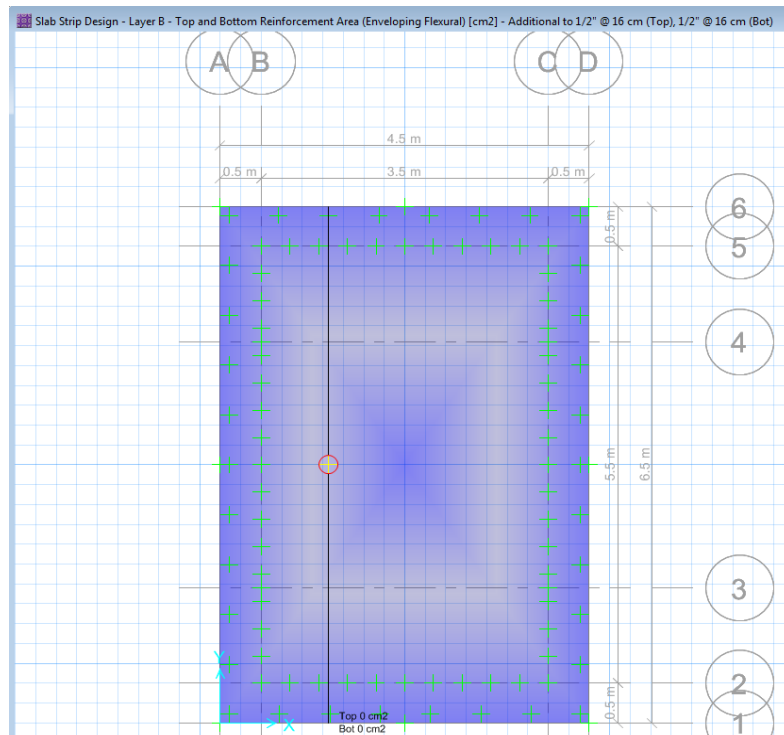 Slab Strip Design - Layer B - Top and Bottom Reinforcement Area (Enveloping Flexural) [cm2] - Additional to 1/2" @ 16 cm (Top), 1/2" @ 16 cm (Bot)
A B C D
4.5 m
0.5 m 3.5 m 0.5 m
6
0.5 m
5
4
5.5 m
6.5 m
3
2
0.5 m
1
Y
X
Top 0 cm2
Bot 0 cm2